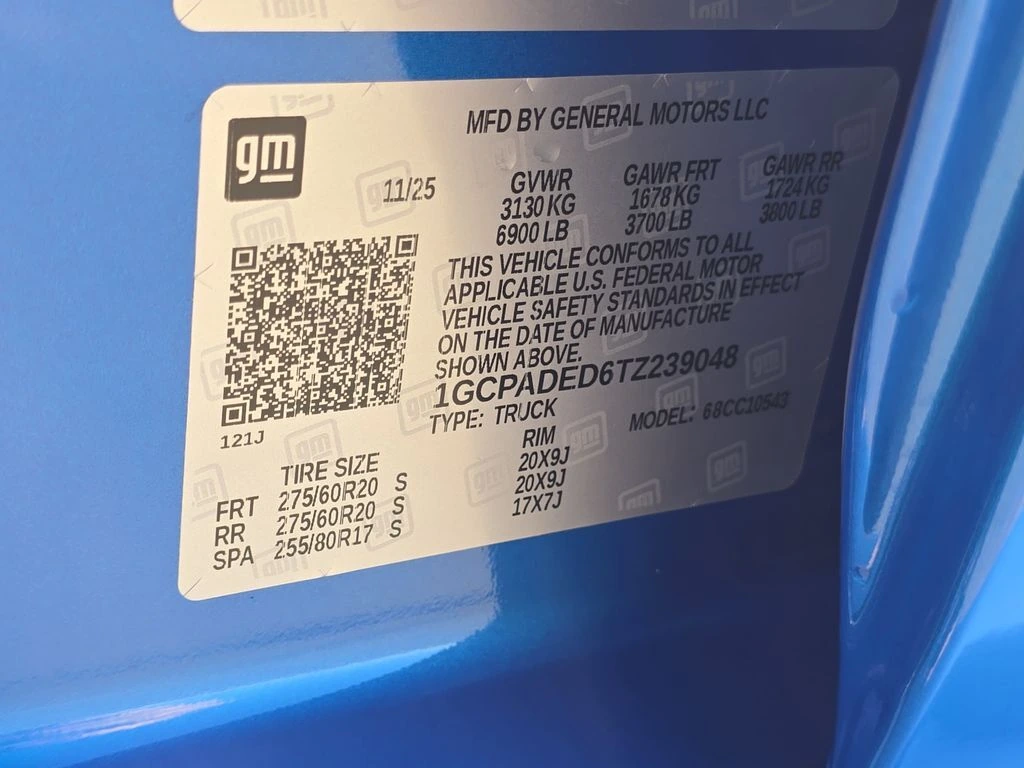 gm
MFD BY GENERAL MOTORS LLC
11/25
GVWR GAWR FRT GAWR RR
3130 KG 1678 KG 1724 KG
6900 LB 3700 LB 3800 LB
THIS VEHICLE CONFORMS TO ALL
APPLICABLE U.S. FEDERAL MOTOR
VEHICLE SAFETY STANDARDS IN EFFECT
ON THE DATE OF MANUFACTURE
SHOWN ABOVE.
1GCPADED6TZ239048
TYPE: TRUCK MODEL: 68CC10543
121J
TIRE SIZE RIM
FRT 275/60R20 S 20X9J
RR 275/60R20 S 20X9J
SPA 255/80R17 S 17X7J